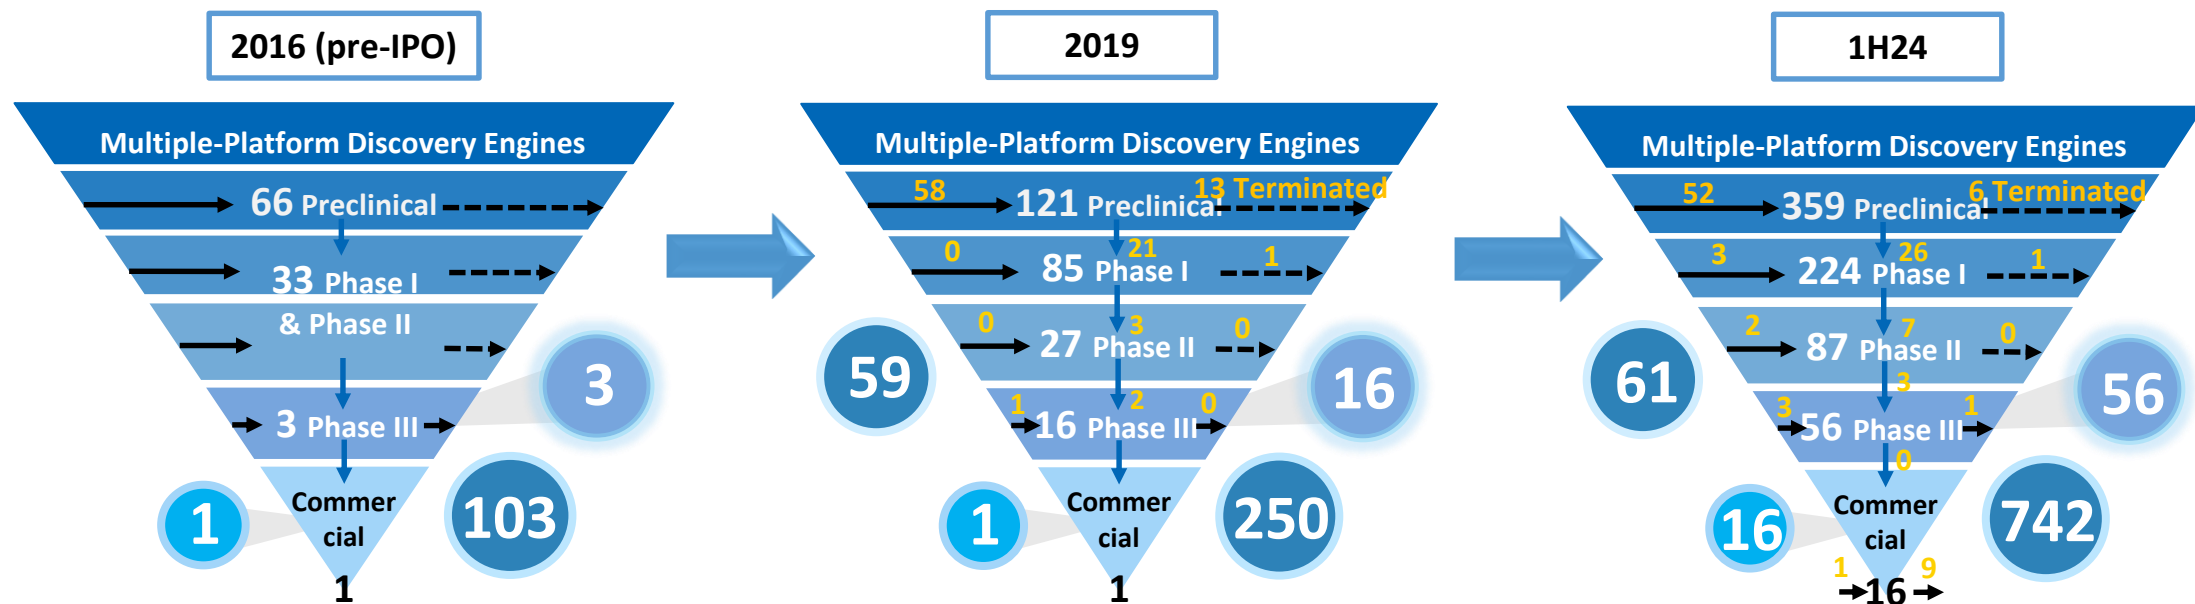 2016 (pre-IPO)
Multiple-Platform Discovery Engines
66 Preclinical
33 Phase I
& Phase II
3
3 Phase III
1
Commer
cial
103
1
2019
Multiple-Platform Discovery Engines
58
121 Preclinical
13 Terminated
0
21
85 Phase I
1
0
3
27 Phase II
0
59
16
1
2
16 Phase III
0
1
Commer
cial
250
1
1H24
Multiple-Platform Discovery Engines
52
359 Preclinical
6 Terminated
3
26
224 Phase I
1
2
7
87 Phase II
0
61
56
3
3
56 Phase III
1
0
16
Commer
cial
742
1
16
9